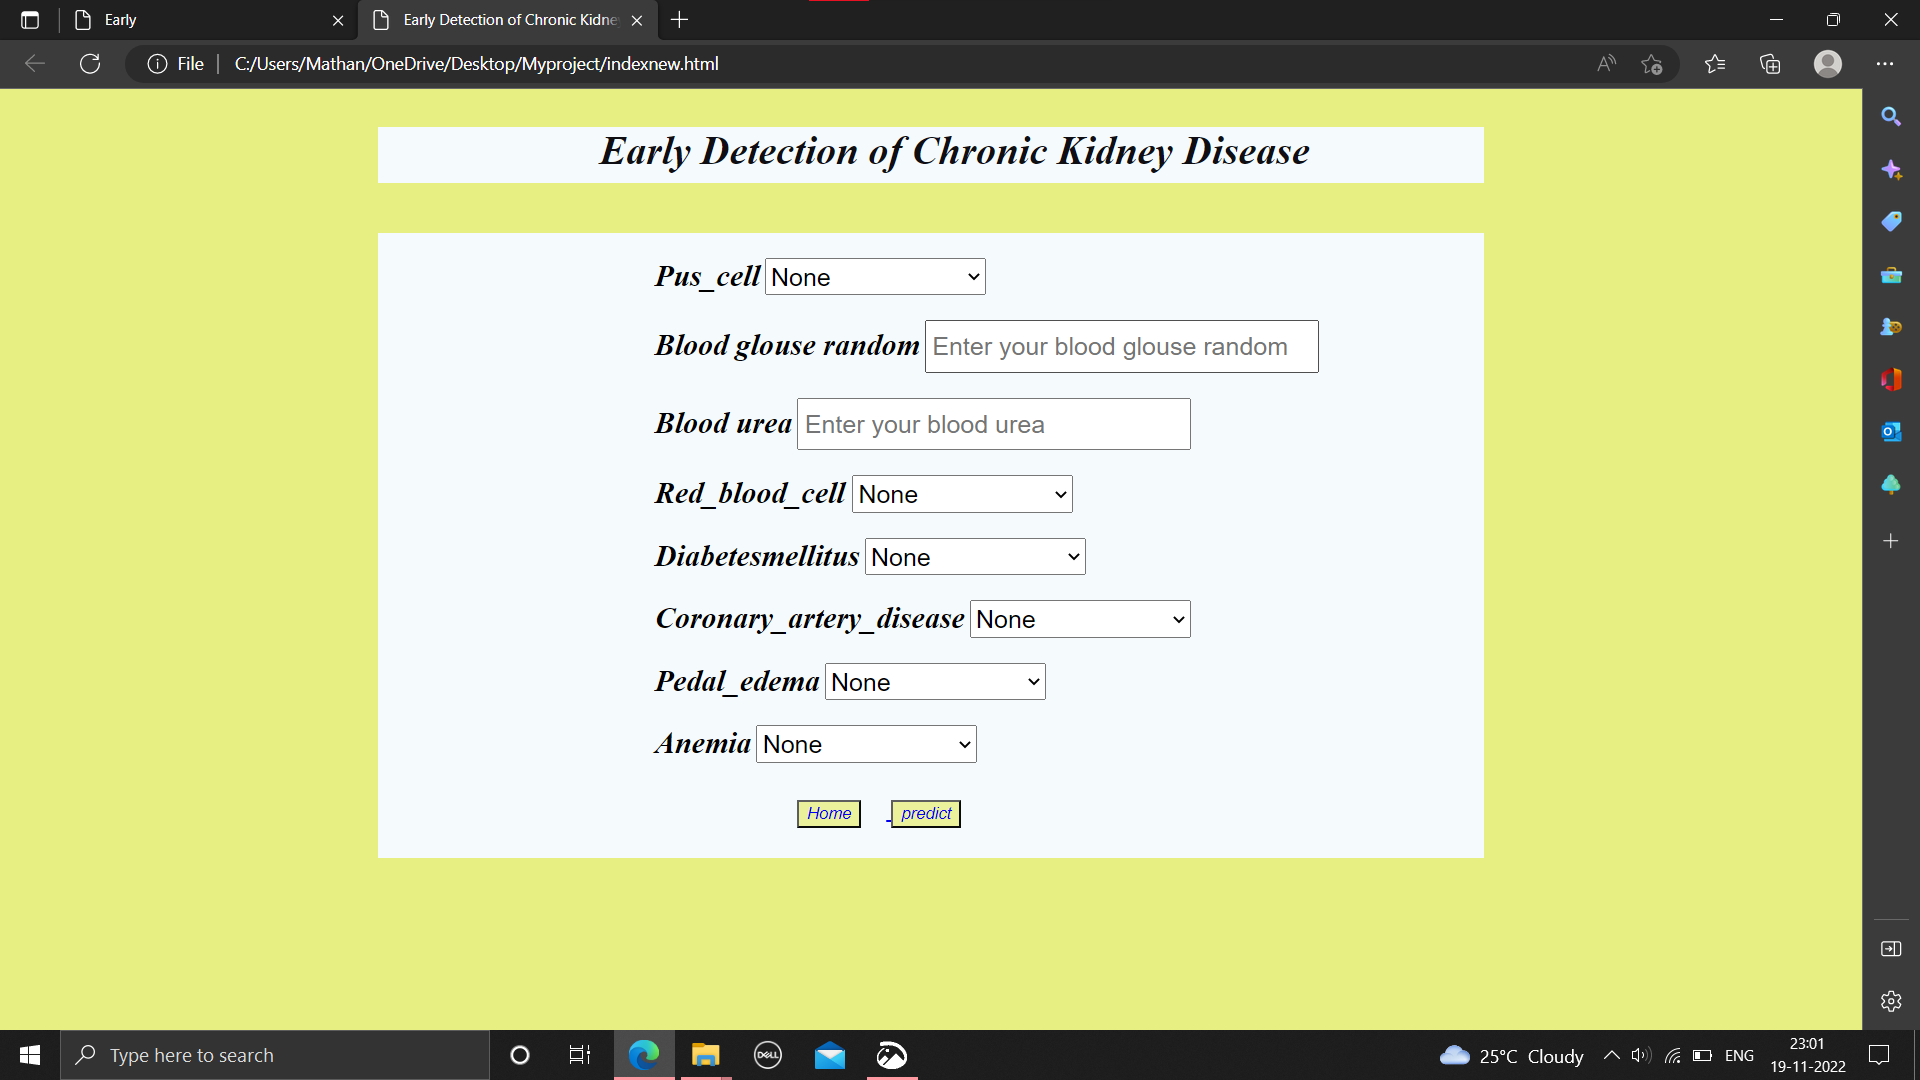 Early
Early Detection of Chronic Kidne
File
C:/Users/Mathan/OneDrive/Desktop/Myproject/indexnew.html
Early Detection of Chronic Kidney Disease
Pus_cell None
Blood glouse random Enter your blood glouse random
Blood urea Enter your blood urea
Red_blood_cell None
Diabetesmellitus None
Coronary_artery_disease None
Pedal_edema None
Anemia None
Home predict
Type here to search
DELL
25°C Cloudy
ENG
23:01
19-11-2022